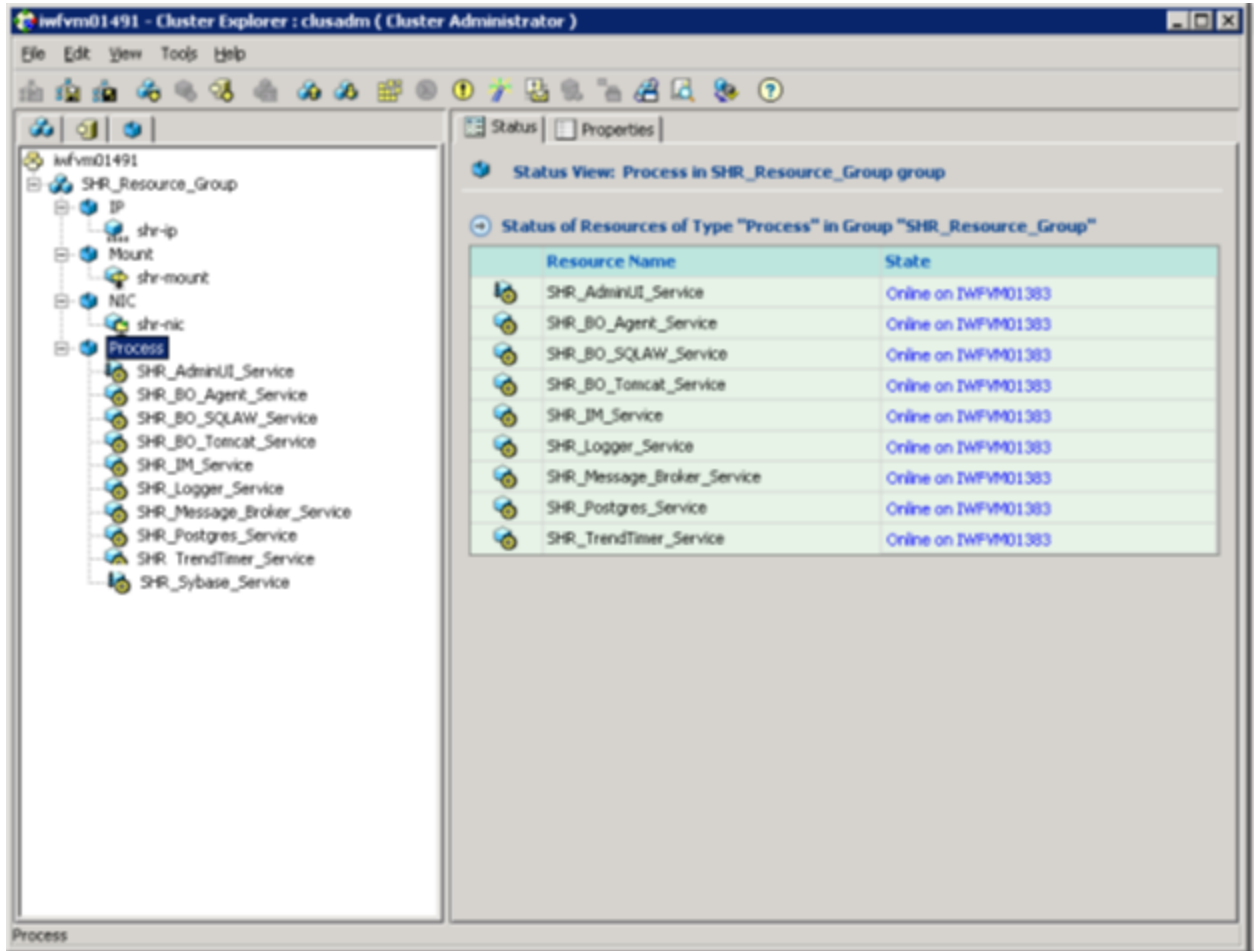 iwfvm01491 - Cluster Explorer : clusadm ( Cluster Administrator )
File Edit View Tools Help
Status
Properties
iwfvm01491
SHR_Resource_Group
IP
shr-ip
Mount
shr-mount
NIC
shr-nic
Process
SHR_AdminUI_Service
SHR_BO_Agent_Service
SHR_BO_SQLAW_Service
SHR_BO_Tomcat_Service
SHR_IM_Service
SHR_Logger_Service
SHR_Message_Broker_Service
SHR_Postgres_Service
SHR TrendTimer_Service
SHR_Sybase_Service
Status View: Process in SHR_Resource_Group group
Status of Resources of Type "Process" in Group "SHR_Resource_Group"
Resource Name State
SHR_AdminUI_Service Online on IWFVM01383
SHR_BO_Agent_Service Online on IWFVM01383
SHR_BO_SQLAW_Service Online on IWFVM01383
SHR_BO_Tomcat_Service Online on IWFVM01383
SHR_IM_Service Online on IWFVM01383
SHR_Logger_Service Online on IWFVM01383
SHR_Message_Broker_Service Online on IWFVM01383
SHR_Postgres_Service Online on IWFVM01383
SHR_TrendTimer_Service Online on IWFVM01383
Process